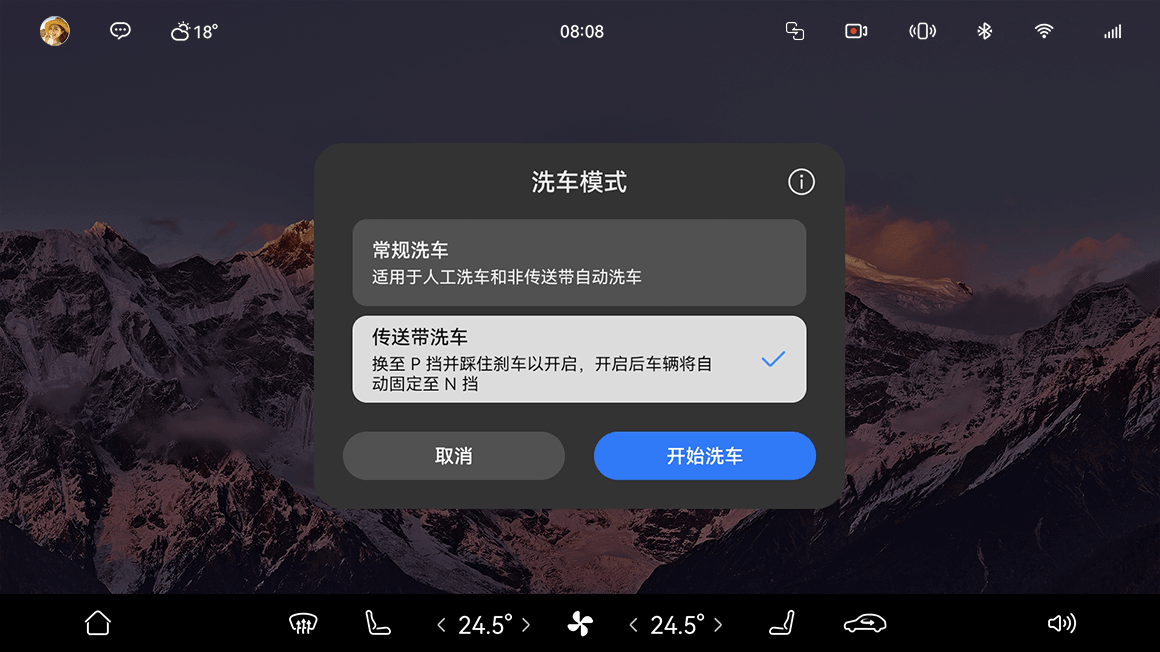 18°
08:08
洗车模式
常规洗车
适用于人工洗车和非传送带自动洗车
传送带洗车
换至 P 挡并踩住刹车以开启，开启后车辆将自
动固定至 N 挡
取消
开始洗车
24.5°
24.5°